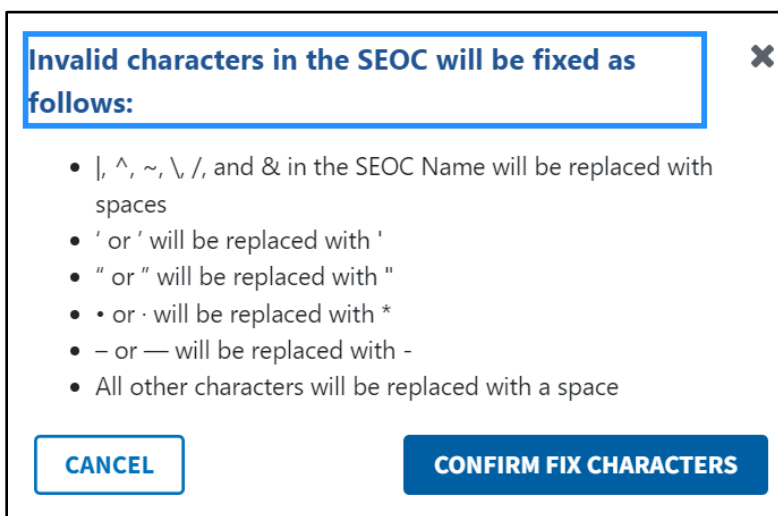 Invalid characters in the SEOC will be fixed as
follows:
• |, ^, ~, \, /, and & in the SEOC Name will be replaced with
spaces
• ‘ or ’ will be replaced with '
• “ or ” will be replaced with "
• • or · will be replaced with *
• – or — will be replaced with -
• All other characters will be replaced with a space
CANCEL
CONFIRM FIX CHARACTERS